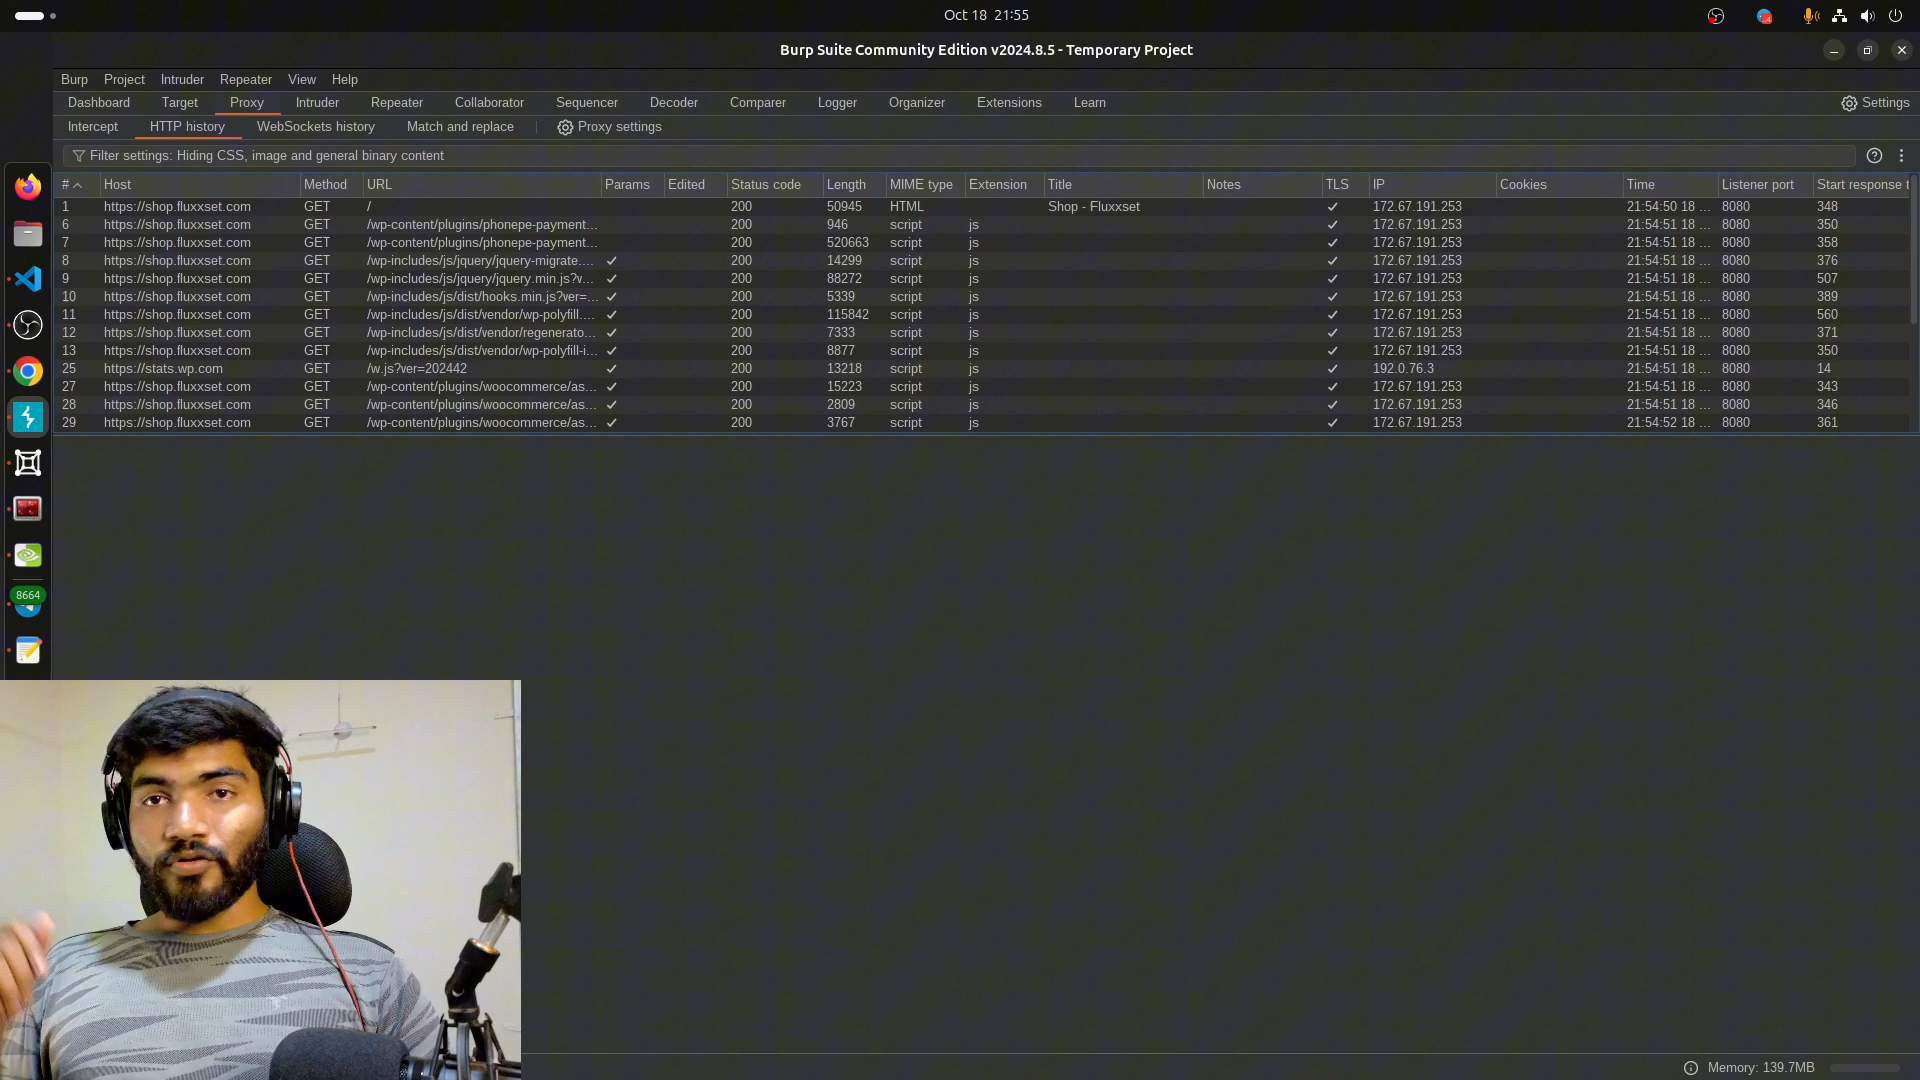 Oct 18 21:55
Burp Suite Community Edition v2024.8.5 - Temporary Project
Burp Project Intruder Repeater View Help
Dashboard Target Proxy Intruder Repeater Collaborator Sequencer Decoder Comparer Logger Organizer Extensions Learn Settings
Intercept HTTP history WebSockets history Match and replace Proxy settings
Filter settings: Hiding CSS, image and general binary content
# Host Method URL Params Edited Status code Length MIME type Extension Title Notes TLS IP Cookies Time Listener port Start response t
1 https://shop.fluxxset.com GET / 200 50945 HTML Shop - Fluxxset ✓ 172.67.191.253 21:54:50 18 ... 8080 348
6 https://shop.fluxxset.com GET /wp-content/plugins/phonepe-payment... 200 946 script js ✓ 172.67.191.253 21:54:51 18 ... 8080 350
7 https://shop.fluxxset.com GET /wp-content/plugins/phonepe-payment... 200 520663 script js ✓ 172.67.191.253 21:54:51 18 ... 8080 358
8 https://shop.fluxxset.com GET /wp-includes/js/jquery/jquery-migrate.... ✓ 200 14299 script js ✓ 172.67.191.253 21:54:51 18 ... 8080 376
9 https://shop.fluxxset.com GET /wp-includes/js/jquery/jquery.min.js?v... ✓ 200 88272 script js ✓ 172.67.191.253 21:54:51 18 ... 8080 507
10 https://shop.fluxxset.com GET /wp-includes/js/dist/hooks.min.js?ver=... ✓ 200 5339 script js ✓ 172.67.191.253 21:54:51 18 ... 8080 389
11 https://shop.fluxxset.com GET /wp-includes/js/dist/vendor/wp-polyfill.... ✓ 200 115842 script js ✓ 172.67.191.253 21:54:51 18 ... 8080 560
12 https://shop.fluxxset.com GET /wp-includes/js/dist/vendor/regenerato... ✓ 200 7333 script js ✓ 172.67.191.253 21:54:51 18 ... 8080 371
13 https://shop.fluxxset.com GET /wp-includes/js/dist/vendor/wp-polyfill-i... ✓ 200 8877 script js ✓ 172.67.191.253 21:54:51 18 ... 8080 350
25 https://stats.wp.com GET /w.js?ver=202442 ✓ 200 13218 script js ✓ 192.0.76.3 21:54:51 18 ... 8080 14
27 https://shop.fluxxset.com GET /wp-content/plugins/woocommerce/as... ✓ 200 15223 script js ✓ 172.67.191.253 21:54:51 18 ... 8080 343
28 https://shop.fluxxset.com GET /wp-content/plugins/woocommerce/as... ✓ 200 2809 script js ✓ 172.67.191.253 21:54:51 18 ... 8080 346
29 https://shop.fluxxset.com GET /wp-content/plugins/woocommerce/as... ✓ 200 3767 script js ✓ 172.67.191.253 21:54:52 18 ... 8080 361
8664
Memory: 139.7MB